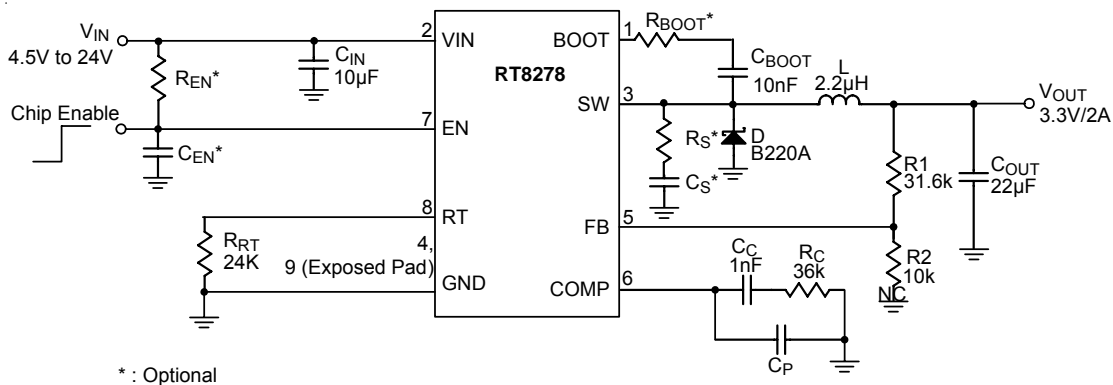 VIN
4.5V to 24V
REN*
CIN
10µF
2
VIN
RT8278
BOOT
1
RBOOT*
CBOOT
10nF
L
2.2µH
VOUT
3.3V/2A
SW
3
RS*
CS*
D
B220A
R1
31.6k
COUT
22µF
Chip Enable
7
EN
CEN*
8
RT
RRT
24K
4,
9 (Exposed Pad)
GND
FB
5
R2
10k
NC
COMP
6
CC
1nF
RC
36k
CP
* : Optional